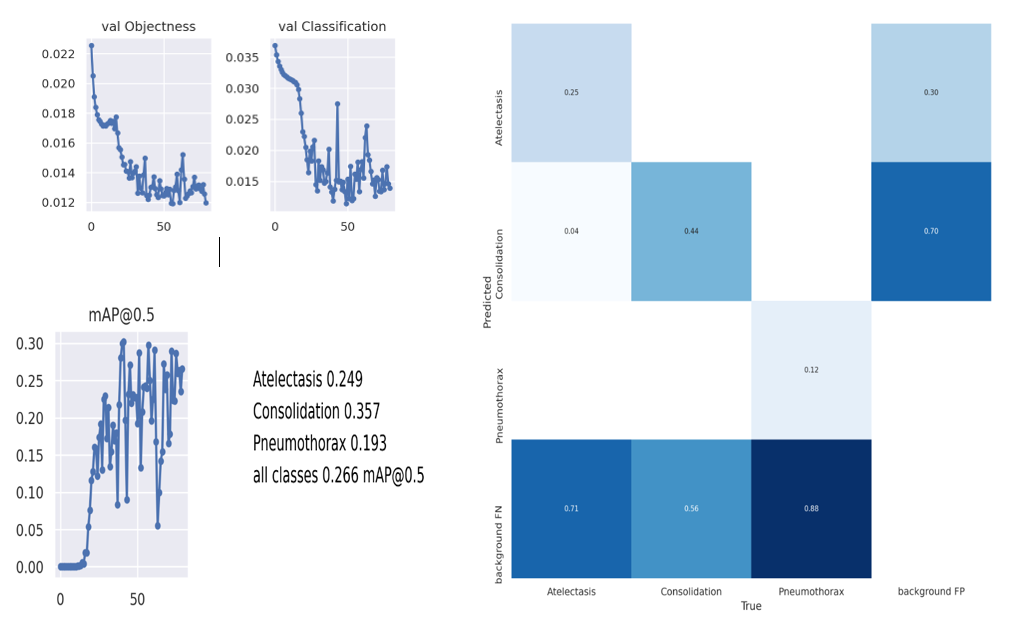 val Objectness
0.022
0.020
0.018
0.016
0.014
0.012
0
50
val Classification
0.035
0.030
0.025
0.020
0.015
0
50
mAP@0.5
0.30
0.25
0.20
0.15
0.10
0.05
0.00
0
50
Atelectasis 0.249
Consolidation 0.357
Pneumothorax 0.193
all classes 0.266 mAP@0.5
Predicted
Atelectasis
0.25
0.30
Consolidation
0.04
0.44
0.70
Pneumothorax
0.12
background FN
0.71
0.56
0.88
Atelectasis
Consolidation
Pneumothorax
background FP
True